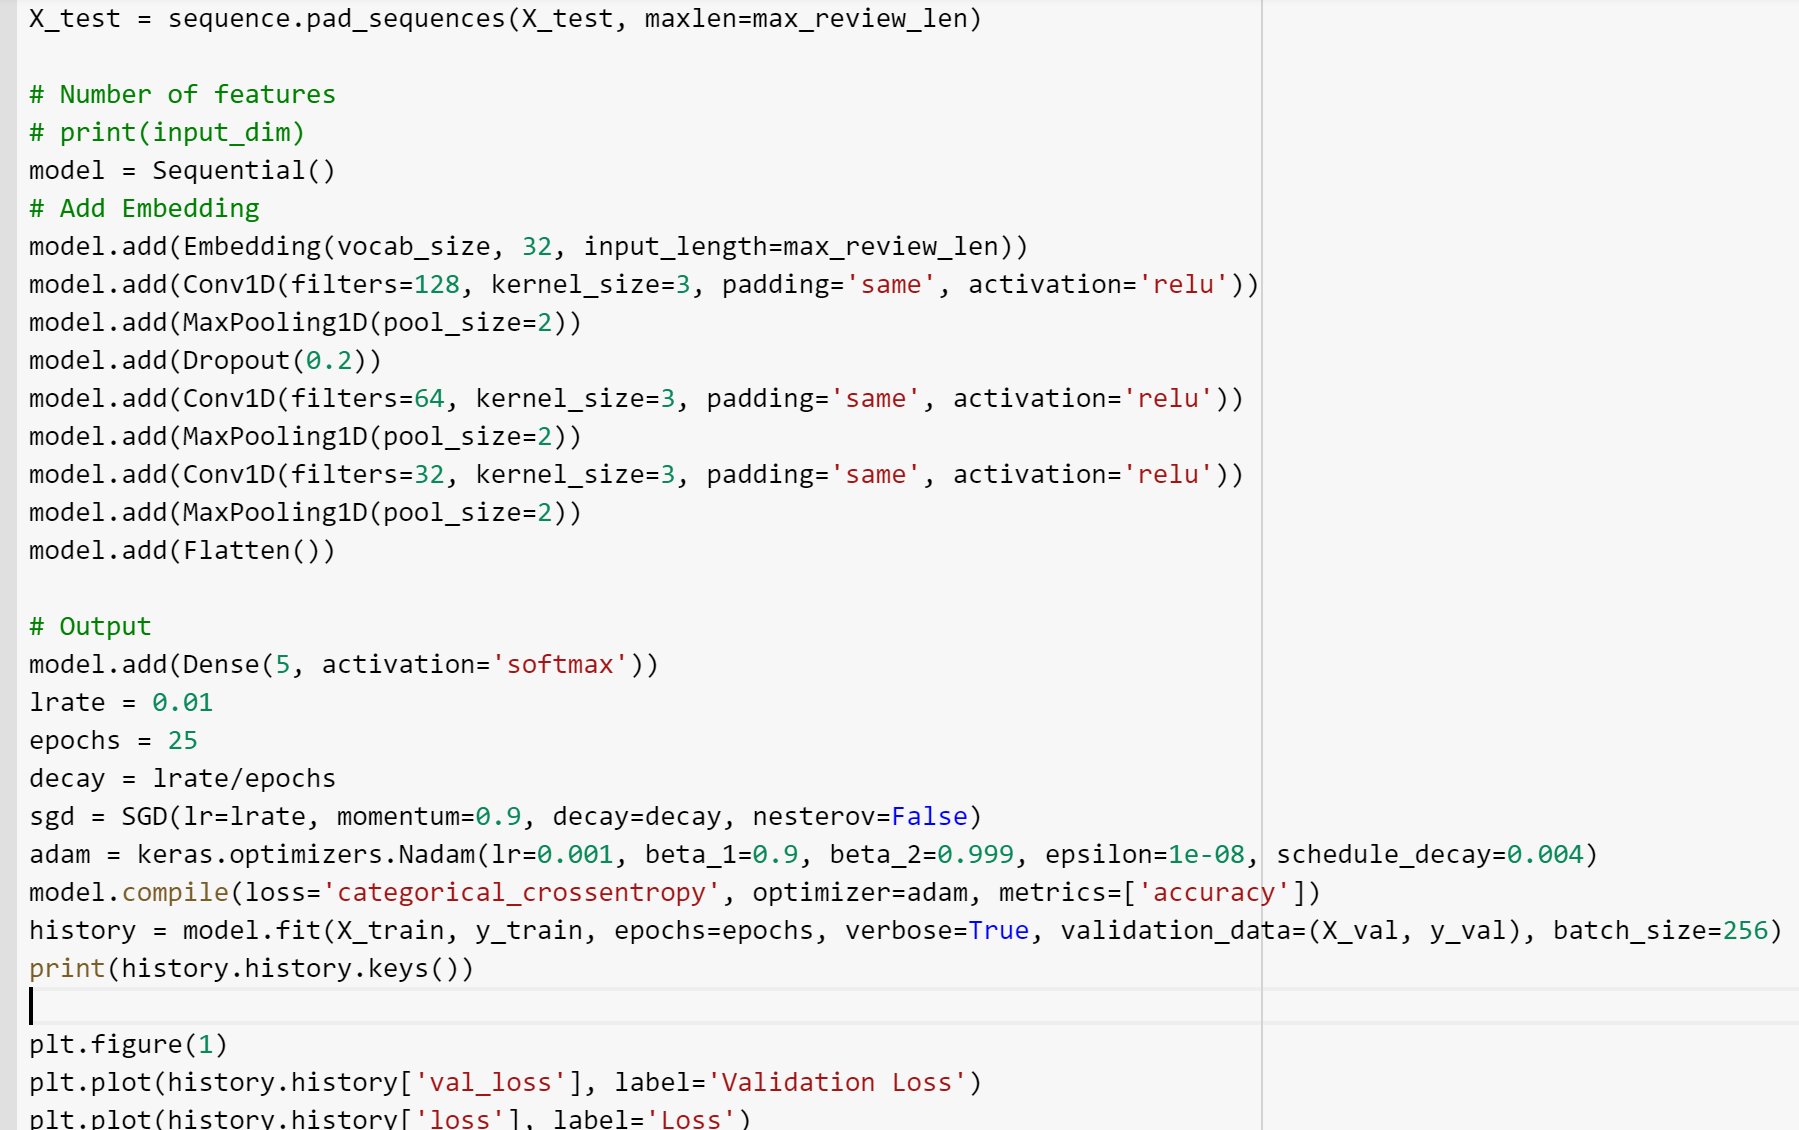 X_test = sequence.pad_sequences(X_test, maxlen=max_review_len)
# Number of features
# print(input_dim)
model = Sequential()
# Add Embedding
model.add(Embedding(vocab_size, 32, input_length=max_review_len))
model.add(Conv1D(filters=128, kernel_size=3, padding='same', activation='relu'))
model.add(MaxPooling1D(pool_size=2))
model.add(Dropout(0.2))
model.add(Conv1D(filters=64, kernel_size=3, padding='same', activation='relu'))
model.add(MaxPooling1D(pool_size=2))
model.add(Conv1D(filters=32, kernel_size=3, padding='same', activation='relu'))
model.add(MaxPooling1D(pool_size=2))
model.add(Flatten())
# Output
model.add(Dense(5, activation='softmax'))
lrate = 0.01
epochs = 25
decay = lrate/epochs
sgd = SGD(lr=lrate, momentum=0.9, decay=decay, nesterov=False)
adam = keras.optimizers.Nadam(lr=0.001, beta_1=0.9, beta_2=0.999, epsilon=1e-08, schedule_decay=0.004)
model.compile(loss='categorical_crossentropy', optimizer=adam, metrics=['accuracy'])
history = model.fit(X_train, y_train, epochs=epochs, verbose=True, validation_data=(X_val, y_val), batch_size=256)
print(history.history.keys())
plt.figure(1)
plt.plot(history.history['val_loss'], label='Validation Loss')
plt.plot(history.history['loss'], label='Loss')